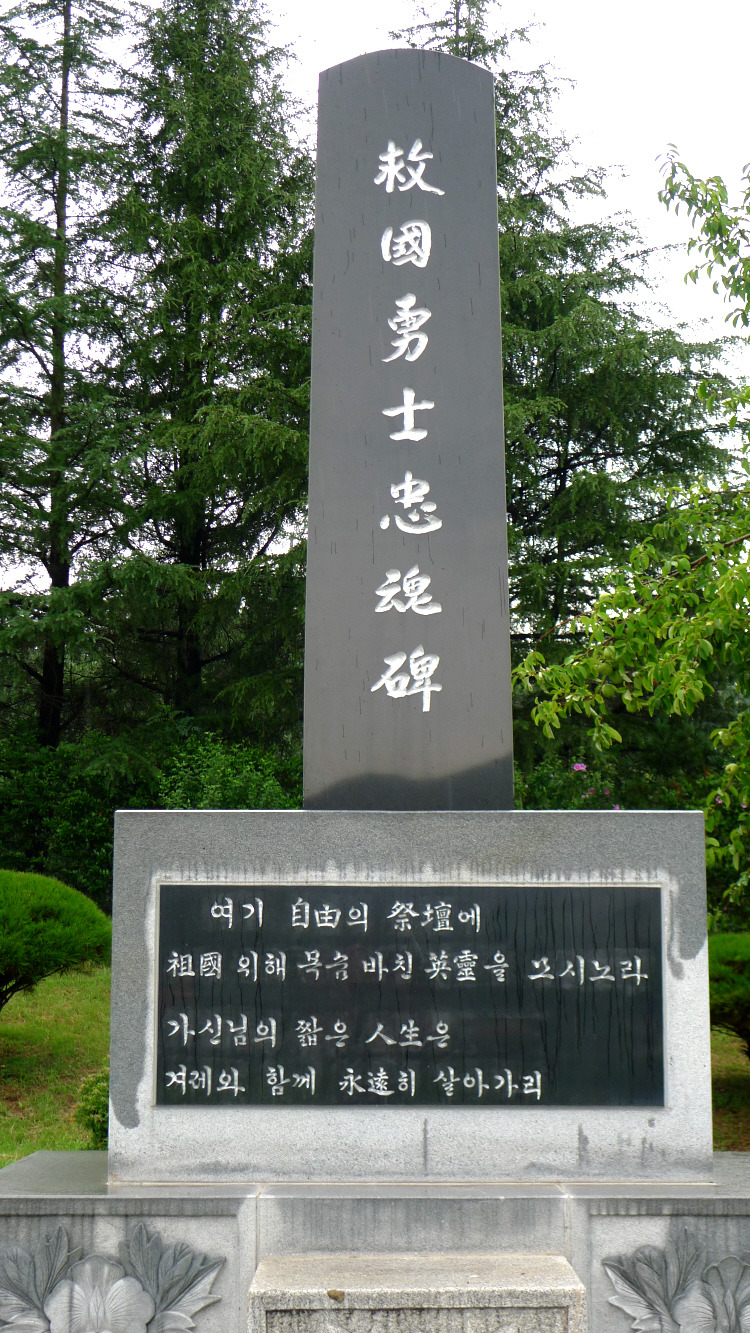 救國勇士忠魂碑
여기 自由의 祭壇에
祖國 위해 목숨 바친 英靈을 모시노라
가신님의 짧은 人生은
겨레와 함께 永遠히 살아가리